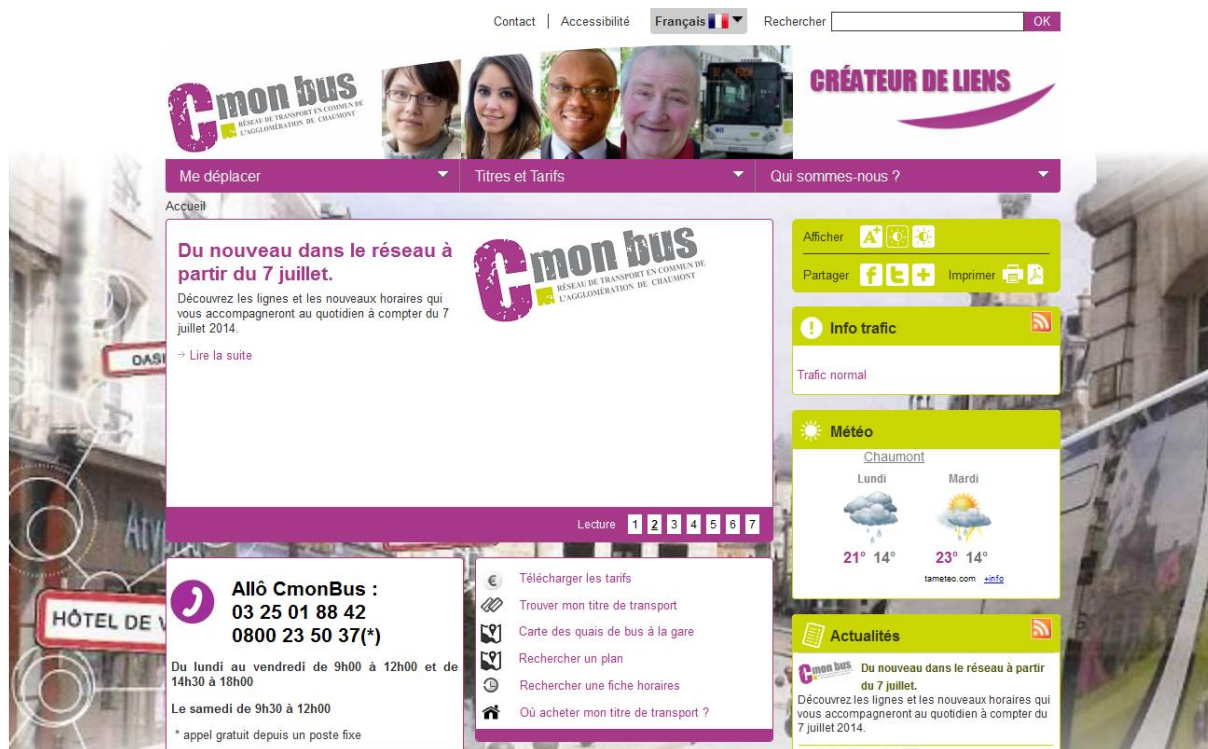 Contact
Accessibilité
Français
Rechercher
OK
Cmon bus
RÉSEAU DE TRANSPORT EN COMMUN DE
L'AGGLOMÉRATION DE CHAUMONT
CRÉATEUR DE LIENS
Me déplacer
Titres et Tarifs
Qui sommes-nous ?
Accueil
Du nouveau dans le réseau à
partir du 7 juillet.
Découvrez les lignes et les nouveaux horaires qui
vous accompagneront au quotidien à compter du 7
juillet 2014.
→ Lire la suite
Cmon bus
RÉSEAU DE TRANSPORT EN COMMUN DE
L'AGGLOMÉRATION DE CHAUMONT
Lecture 1 2 3 4 5 6 7
Afficher
Partager
Imprimer
Info trafic
Trafic normal
Météo
Chaumont
Lundi Mardi
21° 14° 23° 14°
tameteo.com +info
Allô CmonBus :
03 25 01 88 42
0800 23 50 37(*)
Du lundi au vendredi de 9h00 à 12h00 et de
14h30 à 18h00
Le samedi de 9h30 à 12h00
* appel gratuit depuis un poste fixe
Télécharger les tarifs
Trouver mon titre de transport
Carte des quais de bus à la gare
Rechercher un plan
Rechercher une fiche horaires
Où acheter mon titre de transport ?
Actualités
Cmon bus
Du nouveau dans le réseau à partir
du 7 juillet.
Découvrez les lignes et les nouveaux horaires qui
vous accompagneront au quotidien à compter du
7 juillet 2014.
HÔTEL DE